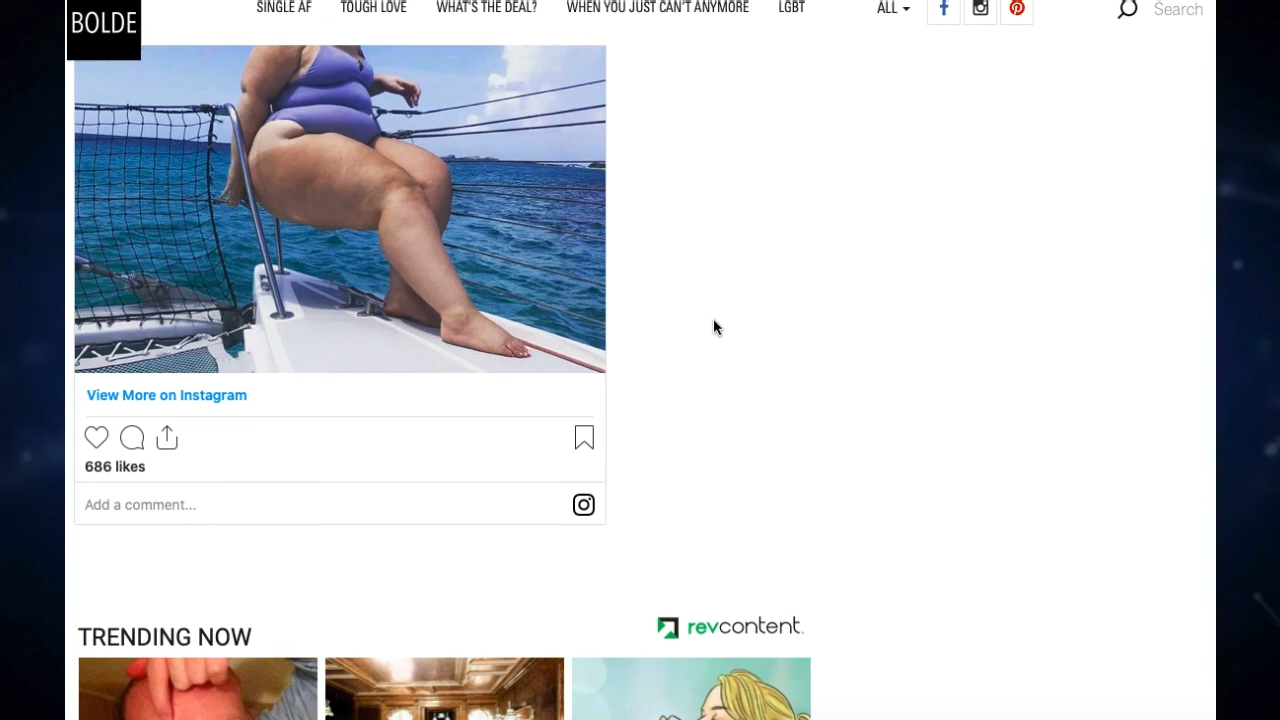 BOLDE
SINGLE AF TOUGH LOVE WHAT'S THE DEAL? WHEN YOU JUST CAN'T ANYMORE LGBT ALL Search
View More on Instagram
686 likes
Add a comment...
TRENDING NOW
revcontent.